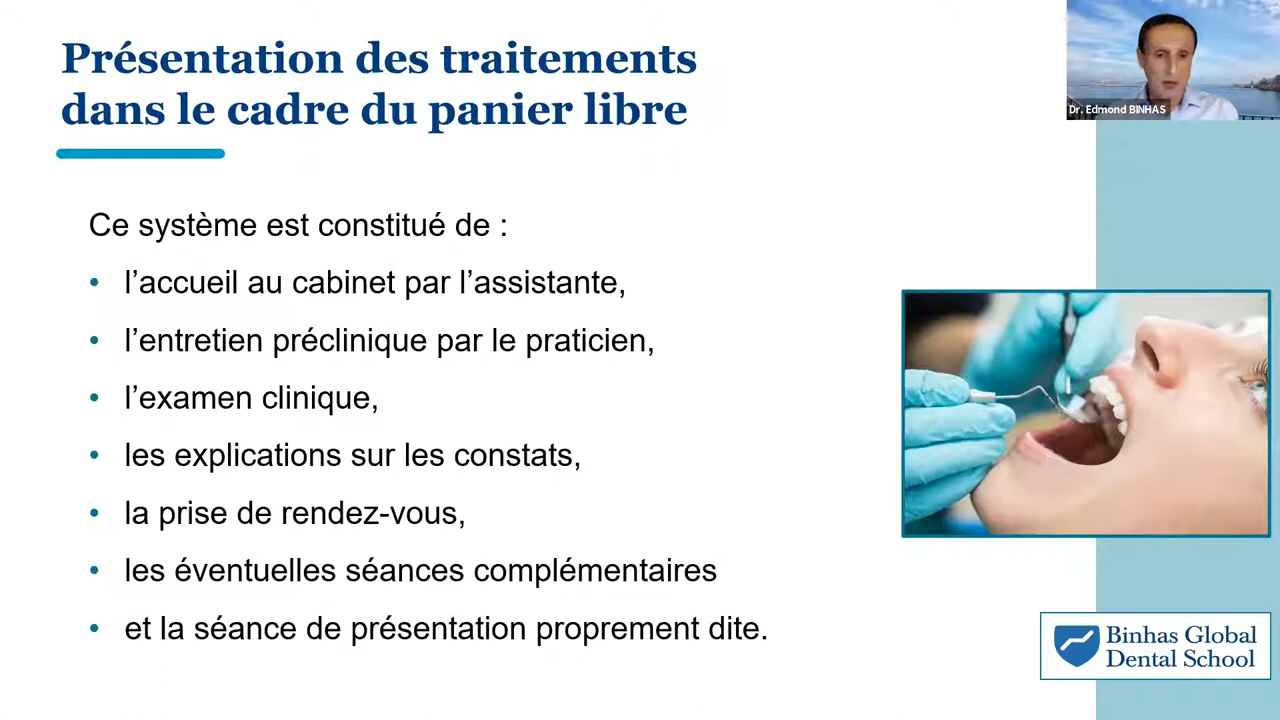 Présentation des traitements
dans le cadre du panier libre
Dr. Edmond BINHAS
Ce système est constitué de :
• l’accueil au cabinet par l’assistante,
• l’entretien préclinique par le praticien,
• l’examen clinique,
• les explications sur les constats,
• la prise de rendez-vous,
• les éventuelles séances complémentaires
• et la séance de présentation proprement dite.
Binhas Global
Dental School